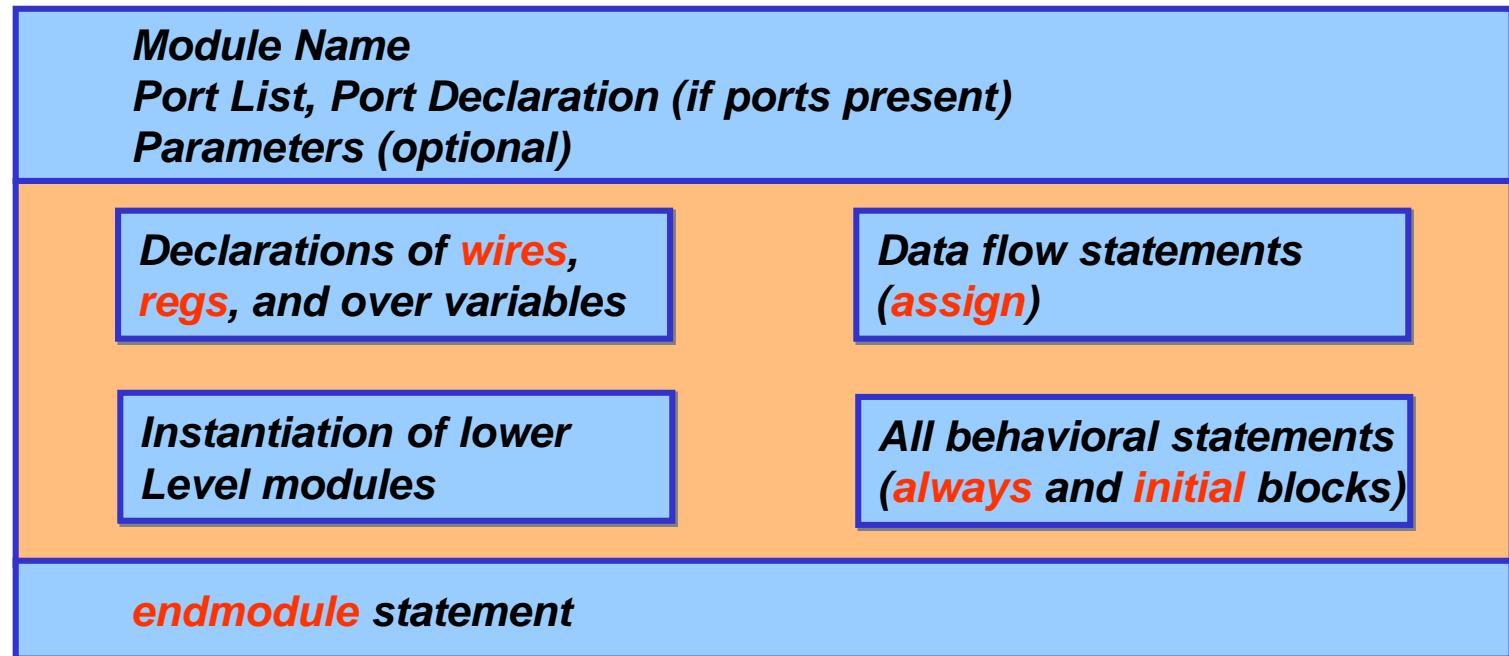 Module Name
Port List, Port Declaration (if ports present)
Parameters (optional)
Declarations of wires,
regs, and over variables
Data flow statements
(assign)
Instantiation of lower
Level modules
All behavioral statements
(always and initial blocks)
endmodule statement